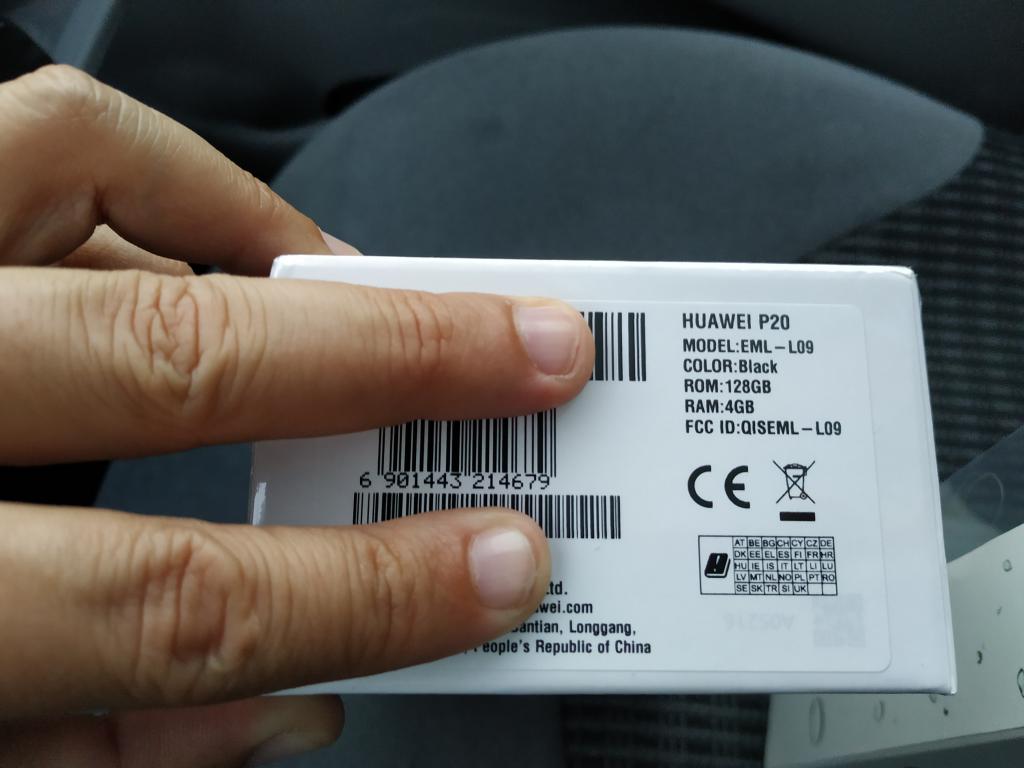 HUAWEI P20
MODEL:EML-L09
COLOR:Black
ROM:128GB
RAM:4GB
FCC ID:QISEML-L09
6 901443 214679
CE
AT BE BG CH CY CZ DE
DK EE EL ES FI FR HR
HU IE IS IT LT LI LU
LV MT NL NO PL PT RO
SE SK TR SI UK
td.
wei.com
antian, Longgang,
eople's Republic of China
A05216